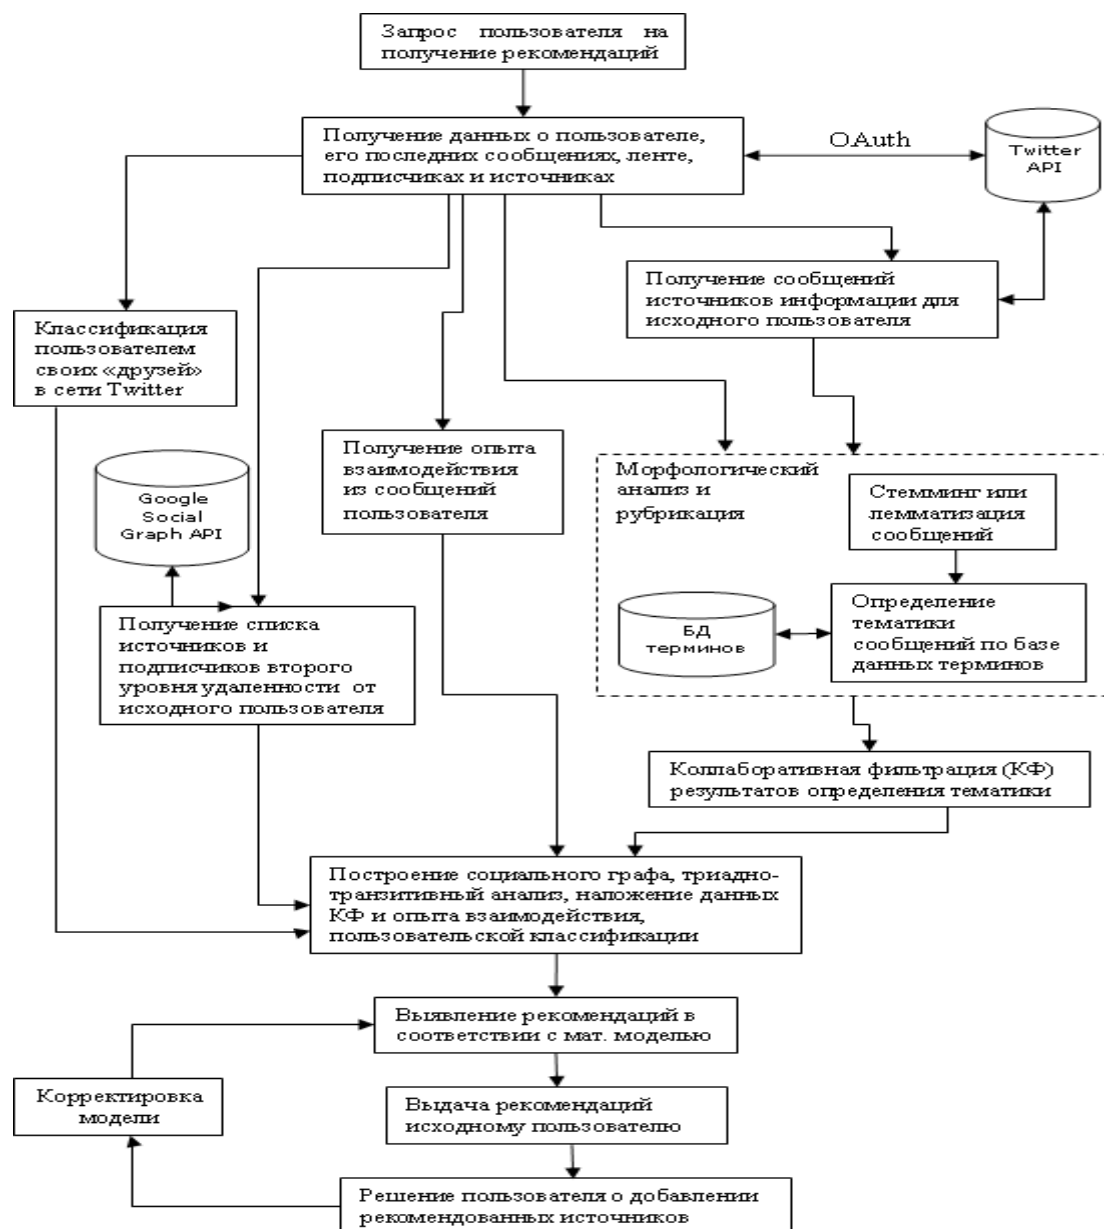 Запрос пользователя на
получение рекомендаций
Получение данных о пользователе,
его последних сообщениях, ленте,
подписчиках и источниках
OAuth
Twitter
API
Получение сообщений
источников информации для
исходного пользователя
Классификация
пользователем
своих «друзей»
в сети Twitter
Получение опыта
взаимодействия
из сообщений
пользователя
Морфологический
анализ и
рубрикация
Стемминг или
лемматизация
сообщений
Google
Social
Graph API
Определение
тематики
сообщений по базе
данных терминов
БД
терминов
Получение списка
источников и
подписчиков второго
уровня удаленности от
исходного пользователя
Коллаборативная фильтрация (КФ)
результатов определения тематики
Построение социального графа, триадно-
транзитивный анализ, наложение данных
КФ и опыта взаимодействия,
пользовательской классификации
Выявление рекомендаций в
соответствии с мат. моделью
Корректировка
модели
Выдача рекомендаций
исходному пользователю
Решение пользователя о добавлении
рекомендованных источников